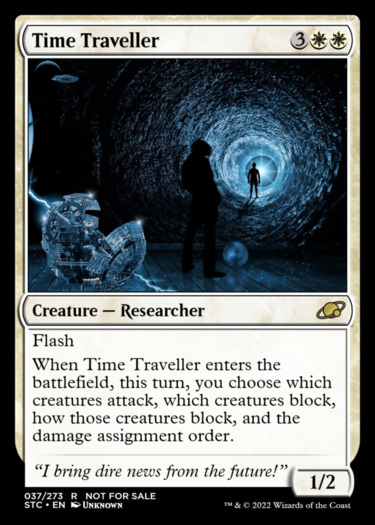 Time Traveller 3
Creature — Researcher
Flash
When Time Traveller enters the
battlefield, this turn, you choose which
creatures attack, which creatures block,
how those creatures block, and the
damage assignment order.
“I bring dire news from the future!”
1/2
037/273 R NOT FOR SALE
STC • EN Unknown
™ & © 2022 Wizards of the Coast